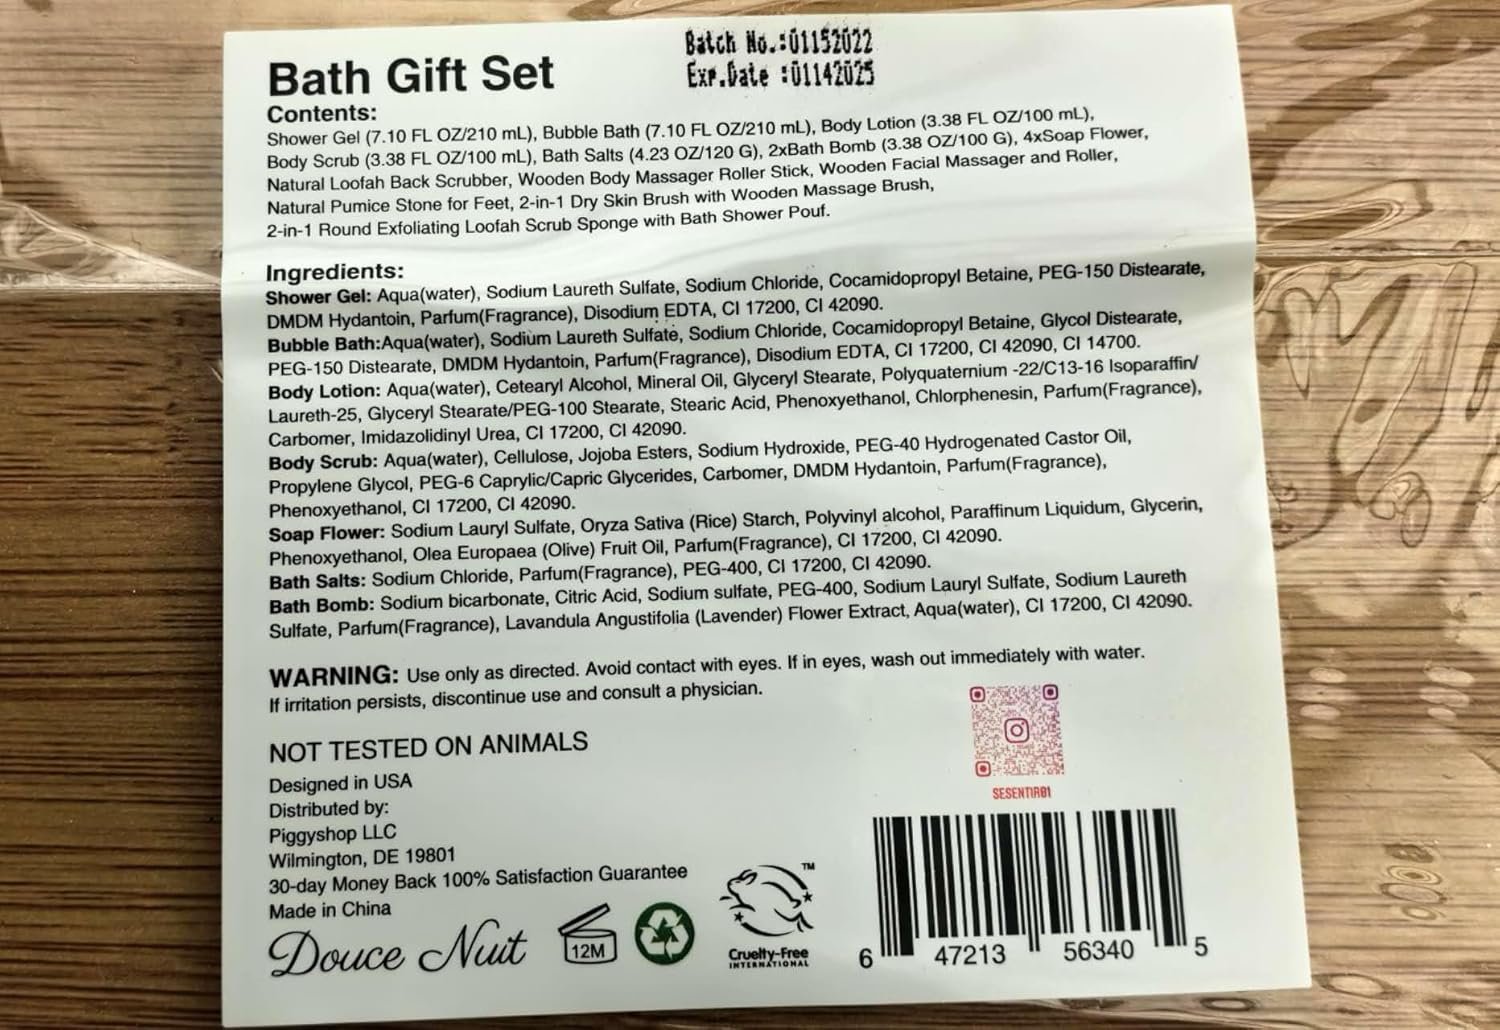 Batch No.:01152022
Exp.Date :01142025
Bath Gift Set
Contents:
Shower Gel (7.10 FL OZ/210 mL), Bubble Bath (7.10 FL OZ/210 mL), Body Lotion (3.38 FL OZ/100 mL),
Body Scrub (3.38 FL OZ/100 mL), Bath Salts (4.23 OZ/120 G), 2xBath Bomb (3.38 OZ/100 G), 4xSoap Flower,
Natural Loofah Back Scrubber, Wooden Body Massager Roller Stick, Wooden Facial Massager and Roller,
Natural Pumice Stone for Feet, 2-in-1 Dry Skin Brush with Wooden Massage Brush,
2-in-1 Round Exfoliating Loofah Scrub Sponge with Bath Shower Pouf.
Ingredients:
Shower Gel: Aqua(water), Sodium Laureth Sulfate, Sodium Chloride, Cocamidopropyl Betaine, PEG-150 Distearate,
DMDM Hydantoin, Parfum(Fragrance), Disodium EDTA, CI 17200, CI 42090.
Bubble Bath:Aqua(water), Sodium Laureth Sulfate, Sodium Chloride, Cocamidopropyl Betaine, Glycol Distearate,
PEG-150 Distearate, DMDM Hydantoin, Parfum(Fragrance), Disodium EDTA, CI 17200, CI 42090, CI 14700.
Body Lotion: Aqua(water), Cetearyl Alcohol, Mineral Oil, Glyceryl Stearate, Polyquaternium -22/C13-16 Isoparaffin/
Laureth-25, Glyceryl Stearate/PEG-100 Stearate, Stearic Acid, Phenoxyethanol, Chlorphenesin, Parfum(Fragrance),
Carbomer, Imidazolidinyl Urea, CI 17200, CI 42090.
Body Scrub: Aqua(water), Cellulose, Jojoba Esters, Sodium Hydroxide, PEG-40 Hydrogenated Castor Oil,
Propylene Glycol, PEG-6 Caprylic/Capric Glycerides, Carbomer, DMDM Hydantoin, Parfum(Fragrance),
Phenoxyethanol, CI 17200, CI 42090.
Soap Flower: Sodium Lauryl Sulfate, Oryza Sativa (Rice) Starch, Polyvinyl alcohol, Paraffinum Liquidum, Glycerin,
Phenoxyethanol, Olea Europaea (Olive) Fruit Oil, Parfum(Fragrance), CI 17200, CI 42090.
Bath Salts: Sodium Chloride, Parfum(Fragrance), PEG-400, CI 17200, CI 42090.
Bath Bomb: Sodium bicarbonate, Citric Acid, Sodium sulfate, PEG-400, Sodium Lauryl Sulfate, Sodium Laureth
Sulfate, Parfum(Fragrance), Lavandula Angustifolia (Lavender) Flower Extract, Aqua(water), CI 17200, CI 42090.
WARNING: Use only as directed. Avoid contact with eyes. If in eyes, wash out immediately with water.
If irritation persists, discontinue use and consult a physician.
NOT TESTED ON ANIMALS
Designed in USA
Distributed by:
Piggyshop LLC
Wilmington, DE 19801
30-day Money Back 100% Satisfaction Guarantee
Made in China
Douce Nuit
12M
TM
Cruelty-Free
INTERNATIONAL
SESENTIR01
6 47213 56340 5